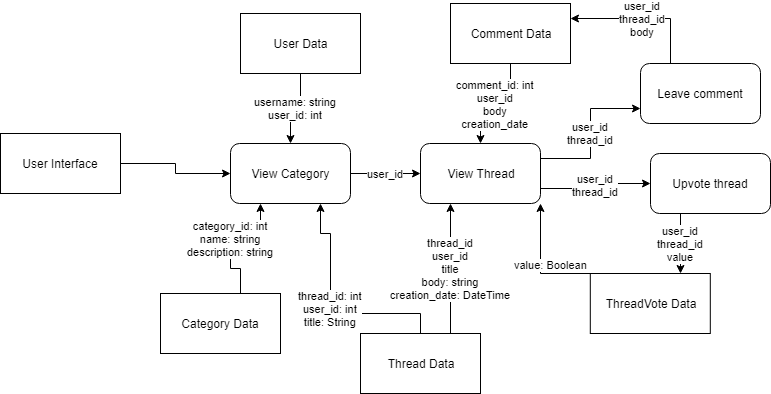 user_id
thread_id
body
User Data
Comment Data
username: string
user_id: int
comment_id: int
user_id
body
creation_date
Leave comment
user_id
thread_id
User Interface
View Category
user_id
View Thread
user_id
thread_id
Upvote thread
category_id: int
name: string
description: string
thread_id
user_id
title
body: string
creation_date: DateTime
user_id
thread_id
value
value: Boolean
thread_id: int
user_id: int
title: String
Category Data
ThreadVote Data
Thread Data